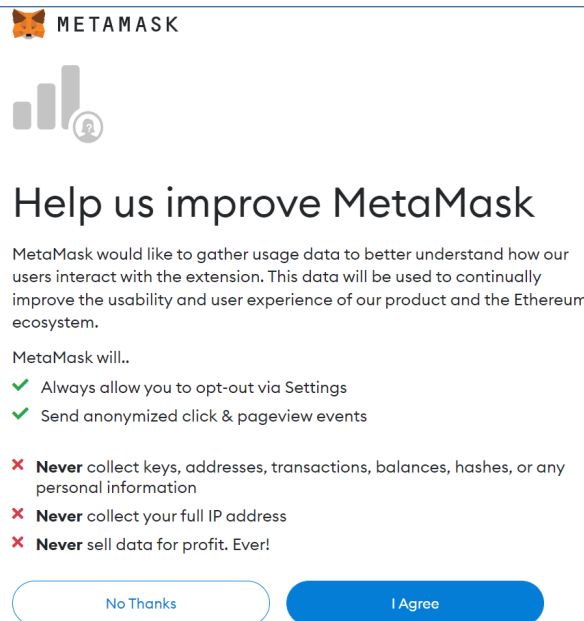 METAMASK
Help us improve MetaMask
MetaMask would like to gather usage data to better understand how our
users interact with the extension. This data will be used to continually
improve the usability and user experience of our product and the Ethereum
ecosystem.
MetaMask will..
Always allow you to opt-out via Settings
Send anonymized click & pageview events
Never collect keys, addresses, transactions, balances, hashes, or any
personal information
Never collect your full IP address
Never sell data for profit. Ever!
No Thanks
I Agree